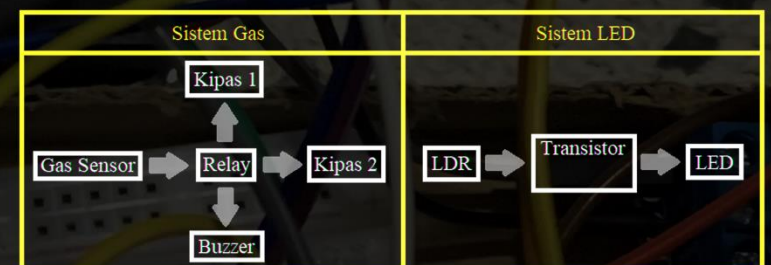 Sistem Gas
Sistem LED
Kipas 1
Gas Sensor
Relay
Kipas 2
Buzzer
LDR
Transistor
LED